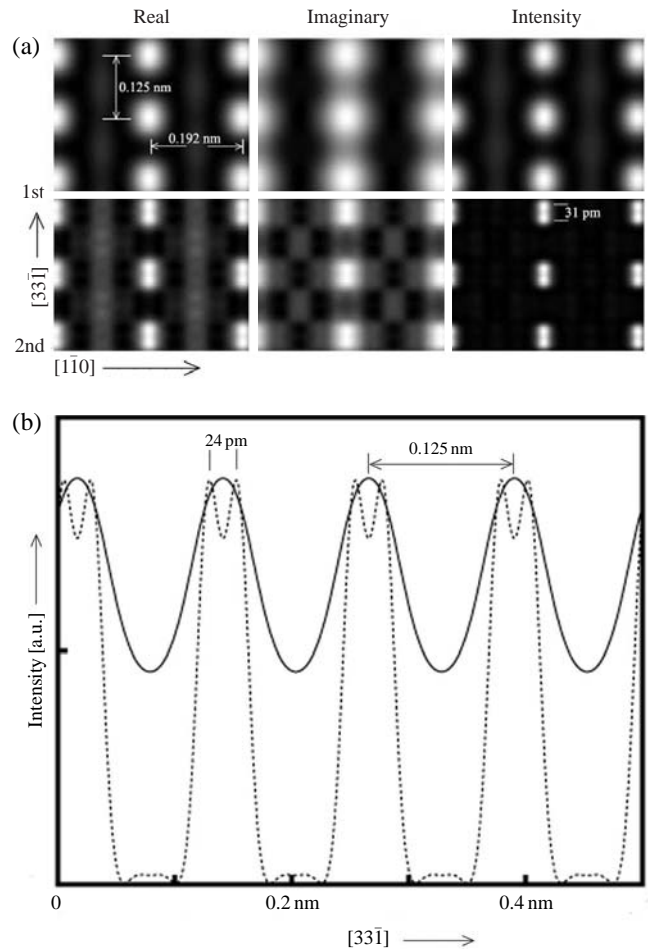 Real Imaginary Intensity
(a)
0.125 nm
0.192 nm
1st
31 pm
[331̄]
2nd
[11̄0]
(b)
24 pm
0.125 nm
Intensity [a.u.]
0 0.2 nm 0.4 nm
[331̄]